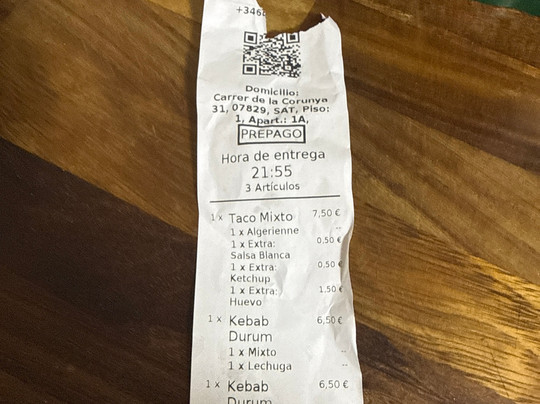 +346
Domicilio:
Carrer de la Corunya
31, 07829, SAT, Piso:
1, Apart.: 1A,
PREPAGO
Hora de entrega
21:55
3 Artículos
1 x Taco Mixto 7,50 €
1 x Algerienne --
1 x Extra: 0,50 €
Salsa Blanca
1 x Extra: 0,50 €
Ketchup
1 x Extra: 1,50 €
Huevo
1 x Kebab 6,50 €
Durum
1 x Mixto --
1 x Lechuga --
1 x Kebab 6,50 €
Durum